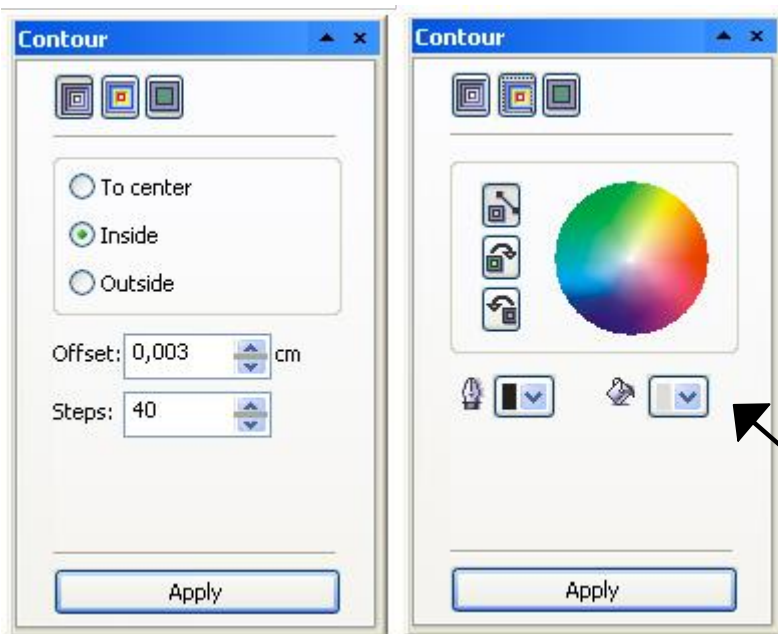 Contour
To center
Inside
Outside
Offset: 0,003 cm
Steps: 40
Apply
Contour
Apply